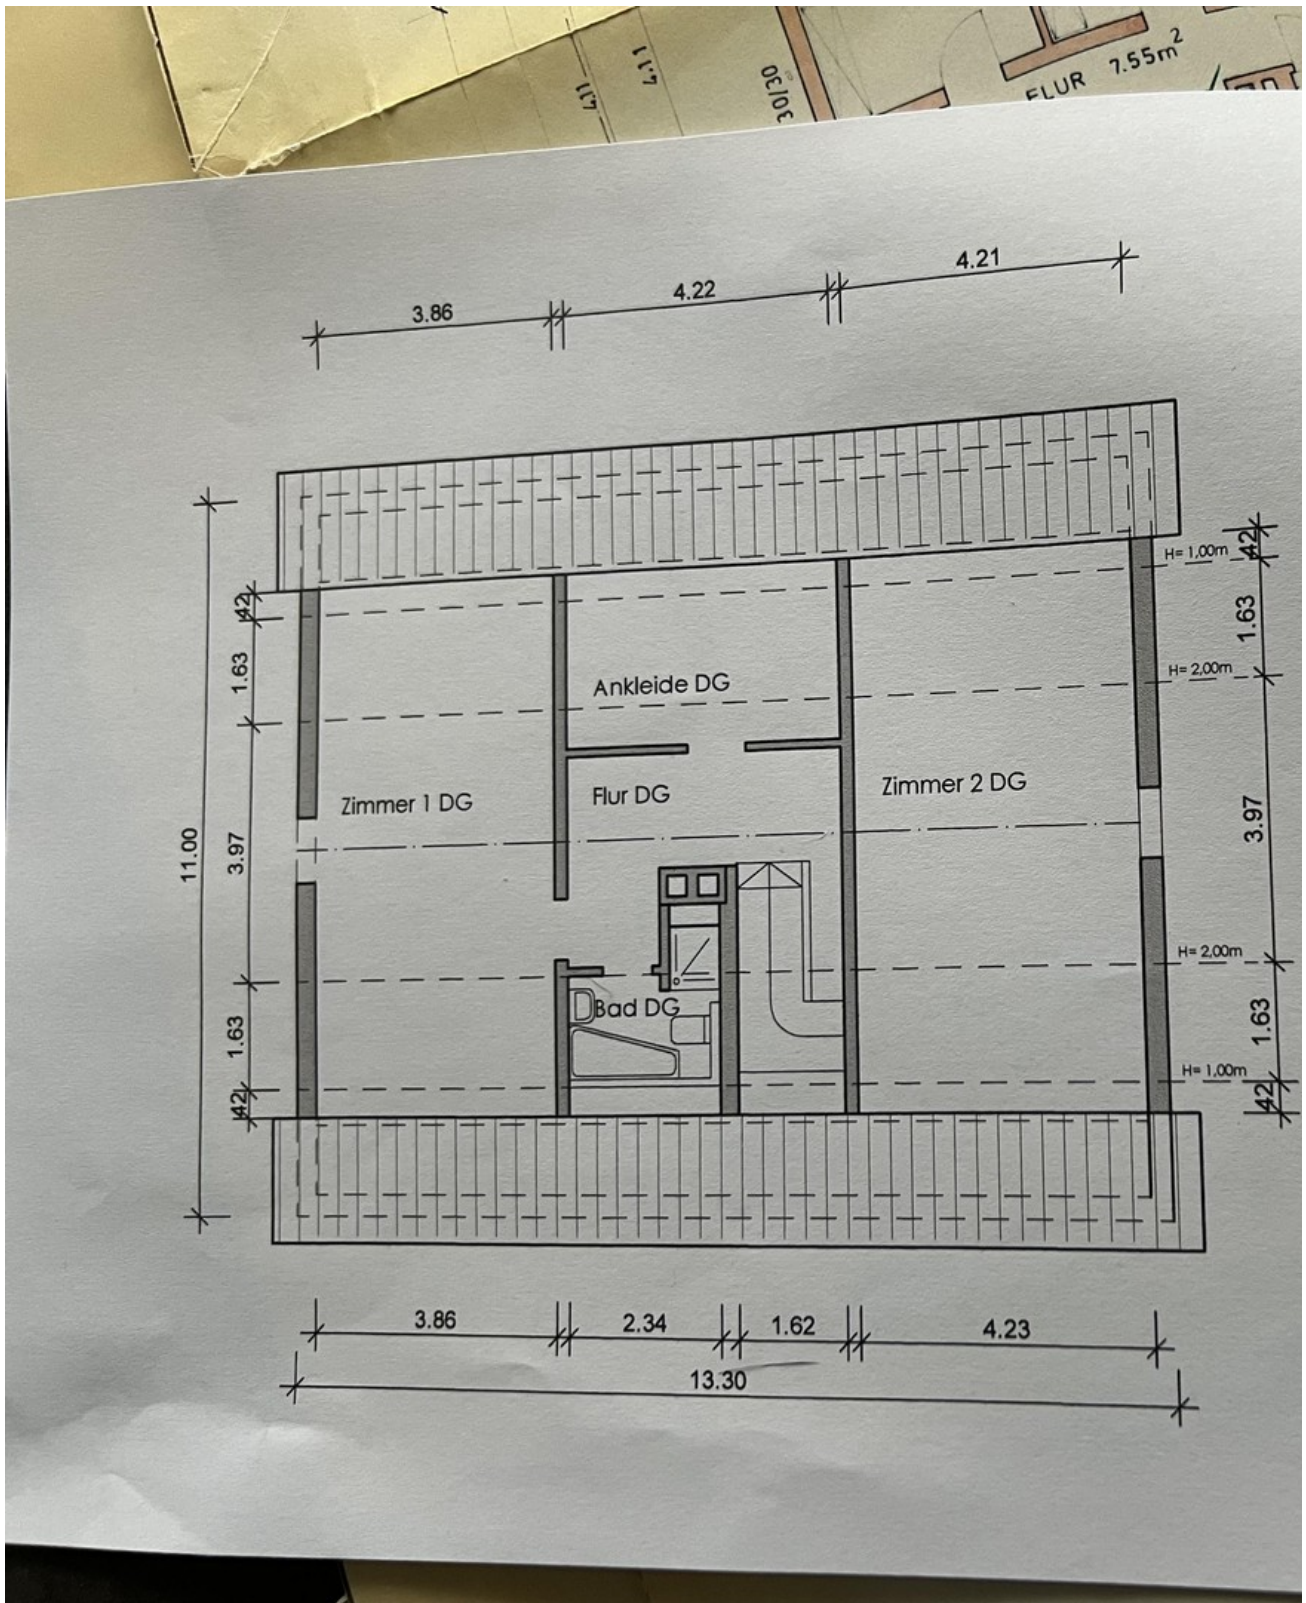 4.11
4.11
30/30
FLUR 7.55m²
4.21
4.22
3.86
H= 1,00m
42
42
1.63
1.63
H= 2,00m
Ankleide DG
Zimmer 1 DG
Flur DG
Zimmer 2 DG
11.00
3.97
3.97
H= 2,00m
Bad DG
1.63
1.63
H= 1,00m
42
42
3.86
2.34
1.62
4.23
13.30